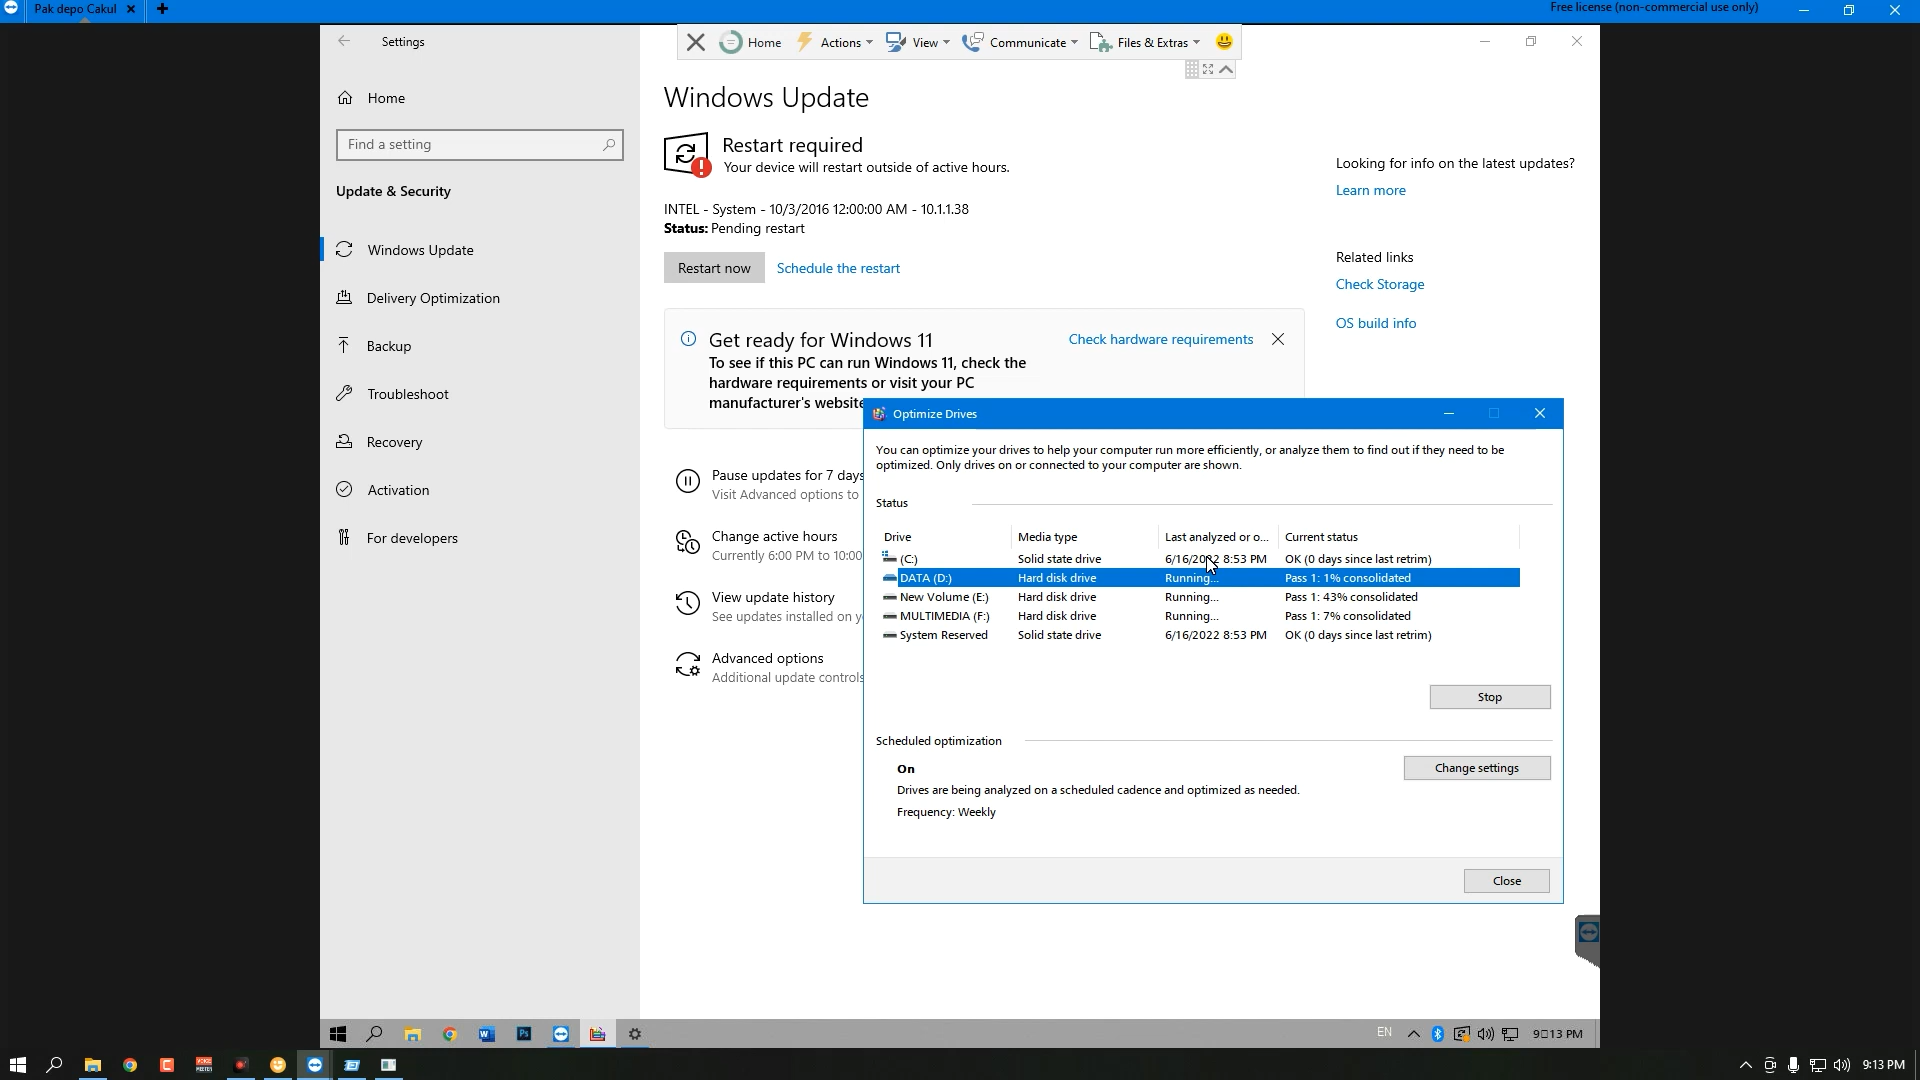 Pak depo Cakul
Free license (non-commercial use only)
Settings
Home
Actions
View
Communicate
Files & Extras
Home
Find a setting
Update & Security
Windows Update
Delivery Optimization
Backup
Troubleshoot
Recovery
Activation
For developers
Windows Update
Restart required
Your device will restart outside of active hours.
INTEL - System - 10/3/2016 12:00:00 AM - 10.1.1.38
Status: Pending restart
Restart now
Schedule the restart
Get ready for Windows 11
Check hardware requirements
To see if this PC can run Windows 11, check the
hardware requirements or visit your PC
manufacturer's website
Pause updates for 7 days
Visit Advanced options to
Change active hours
Currently 6:00 PM to 10:00
View update history
See updates installed on y
Advanced options
Additional update controls
Looking for info on the latest updates?
Learn more
Related links
Check Storage
OS build info
Optimize Drives
You can optimize your drives to help your computer run more efficiently, or analyze them to find out if they need to be
optimized. Only drives on or connected to your computer are shown.
Status
Drive Media type Last analyzed or o... Current status
(C:) Solid state drive 6/16/2022 8:53 PM OK (0 days since last retrim)
DATA (D:) Hard disk drive Running... Pass 1: 1% consolidated
New Volume (E:) Hard disk drive Running... Pass 1: 43% consolidated
MULTIMEDIA (F:) Hard disk drive Running... Pass 1: 7% consolidated
System Reserved Solid state drive 6/16/2022 8:53 PM OK (0 days since last retrim)
Stop
Scheduled optimization
On
Change settings
Drives are being analyzed on a scheduled cadence and optimized as needed.
Frequency: Weekly
Close
EN
9□13 PM
9:13 PM